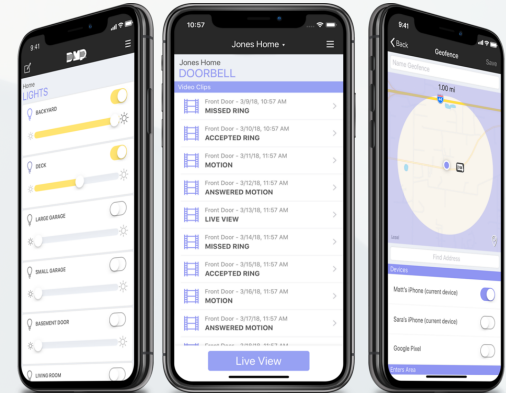 9:41
DMP
Home
LIGHTS
BACKYARD
DECK
LARGE GARAGE
SMALL GARAGE
BASEMENT DOOR
LIVING ROOM
10:57
Jones Home
Jones Home
DOORBELL
Video Clips
Front Door - 3/9/18, 10:57 AM
MISSED RING
Front Door - 3/10/18, 10:57 AM
ACCEPTED RING
Front Door - 3/11/18, 11:57 AM
MOTION
Front Door - 3/12/18, 11:57 AM
ANSWERED MOTION
Front Door - 3/13/18, 11:57 AM
LIVE VIEW
Front Door - 3/14/18, 11:57 AM
MISSED RING
Front Door - 3/15/18, 11:57 AM
ACCEPTED RING
Front Door - 3/16/18, 11:57 AM
MOTION
Front Door - 3/17/18, 11:57 AM
ANSWERED MOTION
Live View
9:41
Back
Geofence
Save
Name Geofence
1.00 mi
Find Address
Devices
Matt's iPhone (current device)
Sara's iPhone (current device)
Google Pixel
Enters Area